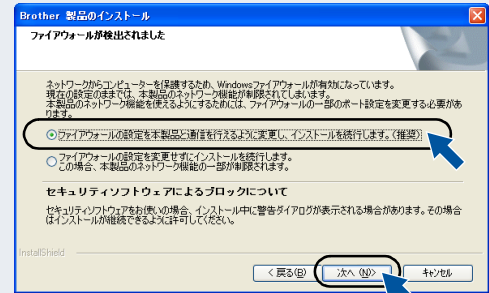 Brother 製品のインストール
ファイアウォールが検出されました
ネットワークからコンピューターを保護するため、Windowsファイアウォールが有効になっています。
現在の設定のままでは、本製品のネットワーク機能が制限されてしまいます。
本製品のネットワーク機能を使えるようにするためには、ファイアウォールの一部のポート設定を変更する必要があ
ります。
ファイアウォールの設定を本製品と通信を行えるように変更し、インストールを続行します。(推奨)
ファイアウォールの設定を変更せずにインストールを続行します。
この場合、本製品のネットワーク機能の一部が制限されます。
セキュリティソフトウェアによるブロックについて
セキュリティソフトウェアをお使いの場合、インストール中に警告ダイアログが表示される場合があります。その場合
はインストールが継続できるように許可してください。
InstallShield
< 戻る(B)
次へ (N)>
キャンセル